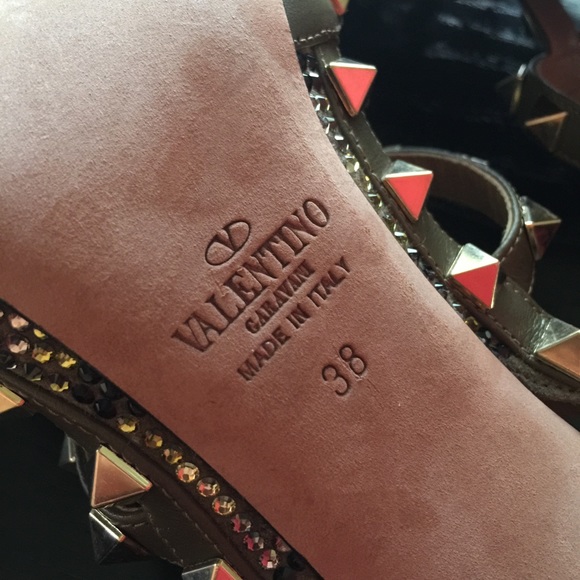 V
VALENTINO
GARAVANI
MADE IN ITALY
38